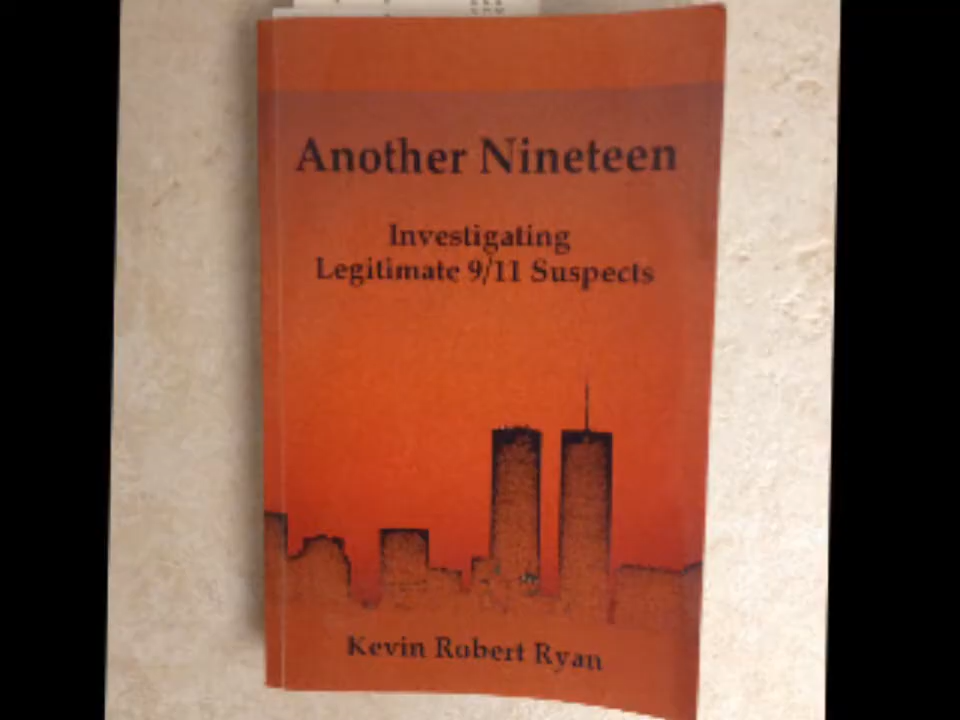 Another Nineteen
Investigating
Legitimate 9/11 Suspects
Kevin Robert Ryan